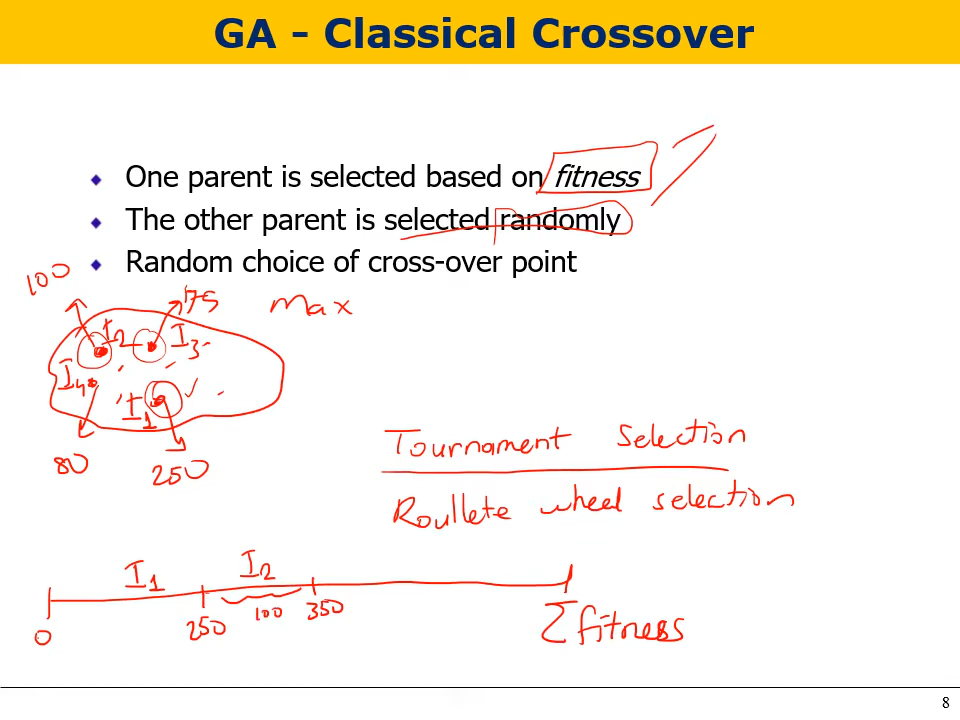 GA - Classical Crossover
One parent is selected based on fitness
The other parent is selected randomly
Random choice of cross-over point
100
175
Max
I2
I3
I4
I1
80
250
Tournament Selection
Roullete wheel selection
I1
I2
0
250
100
350
Σ fitness
8